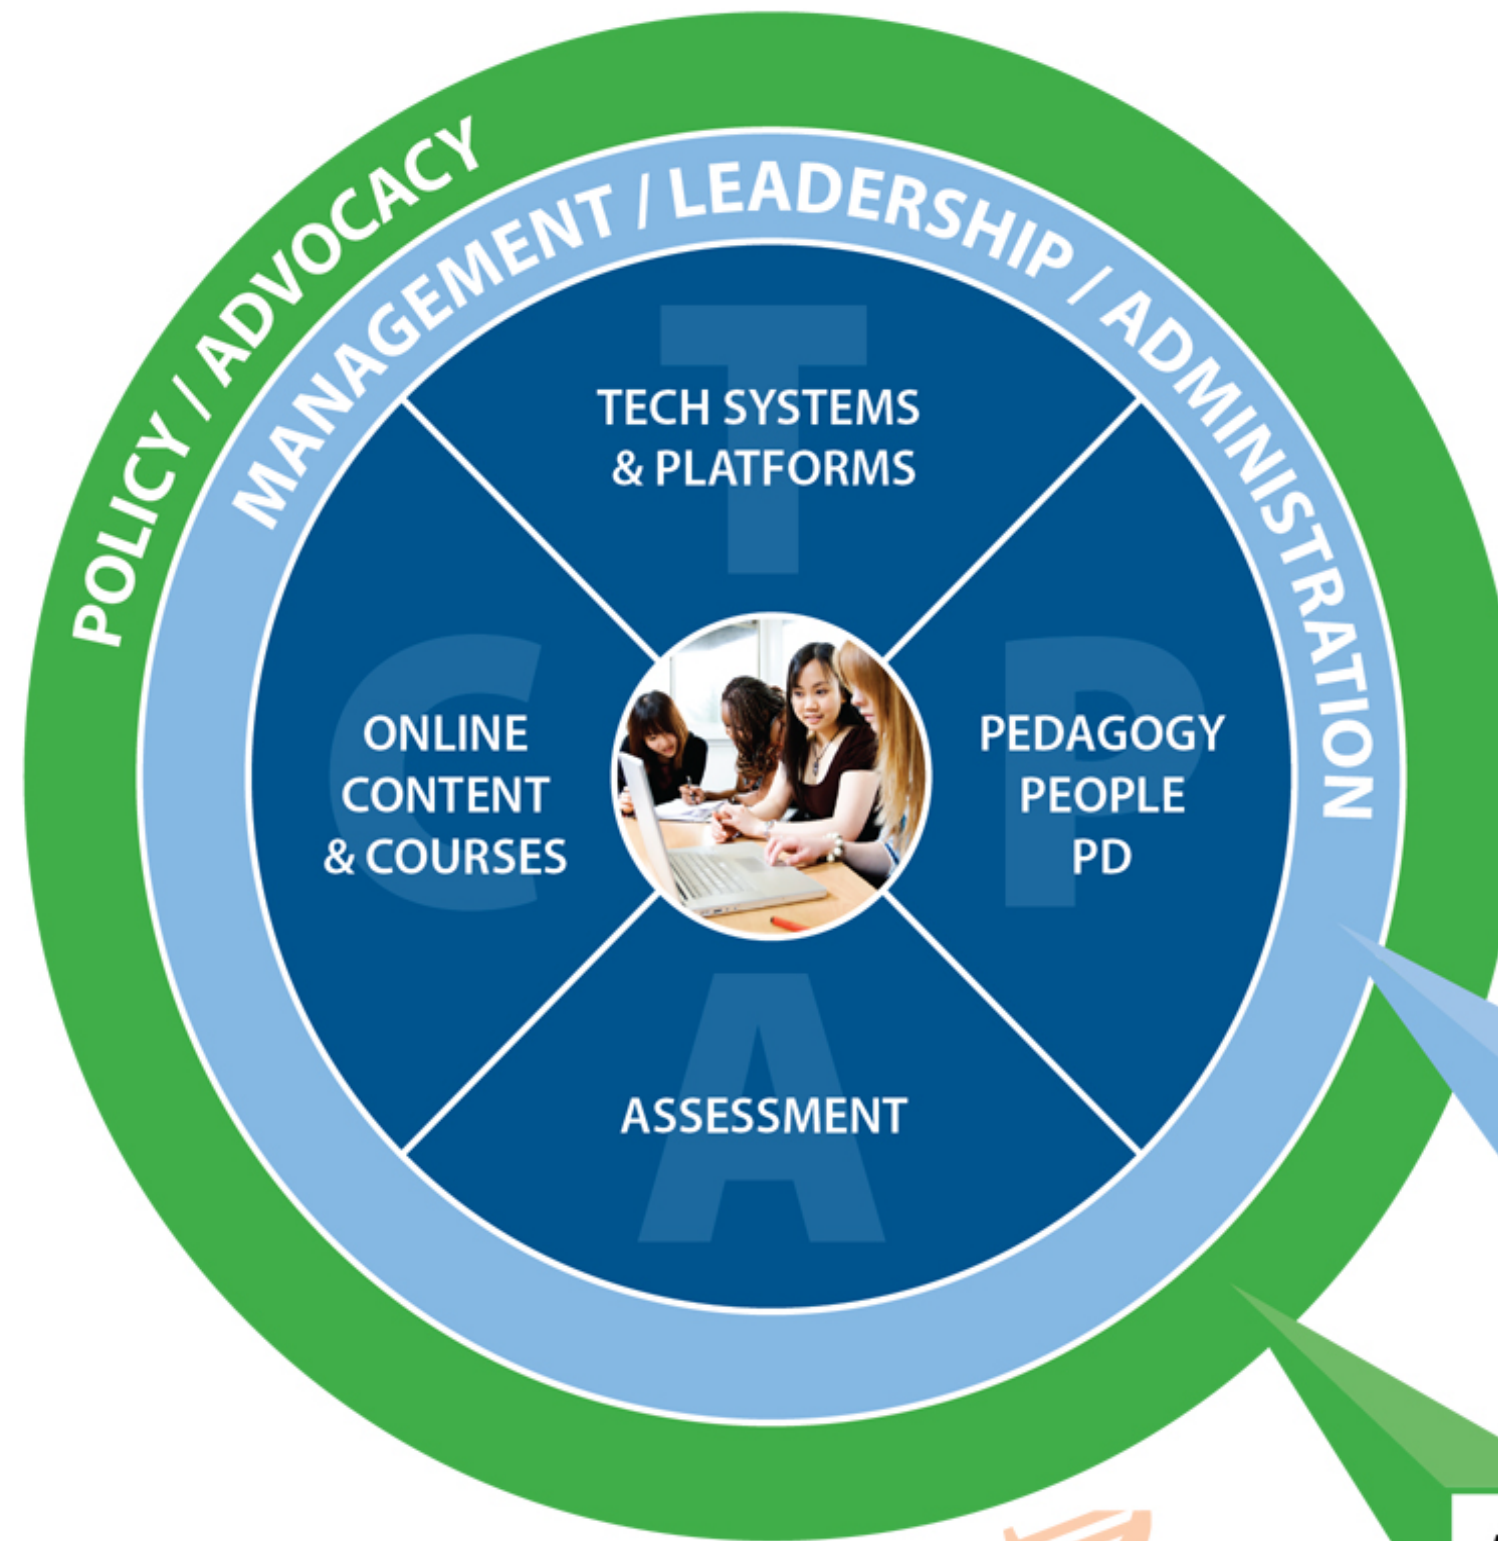 POLICY / ADVOCACY
MANAGEMENT / LEADERSHIP / ADMINISTRATION
T
TECH SYSTEMS
& PLATFORMS
C
ONLINE
CONTENT
& COURSES
P
PEDAGOGY
PEOPLE
PD
A
ASSESSMENT